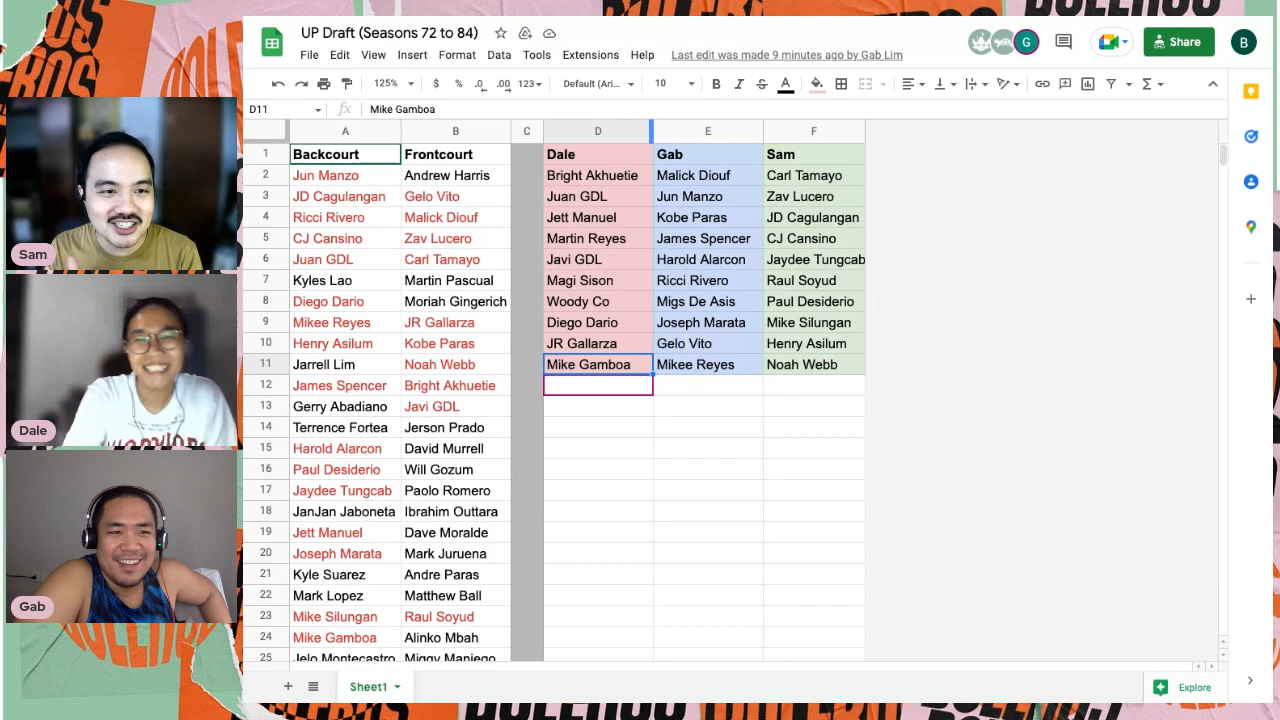 UP Draft (Seasons 72 to 84)
File Edit View Insert Format Data Tools Extensions Help Last edit was made 9 minutes ago by Gab Lim
G
Share
B
125% $ % .0 .00 123 Default (Ari... 10 B I S A
D11 fx Mike Gamboa
A B C D E F
1 Backcourt Frontcourt Dale Gab Sam
2 Jun Manzo Andrew Harris Bright Akhuetie Malick Diouf Carl Tamayo
3 JD Cagulangan Gelo Vito Juan GDL Jun Manzo Zav Lucero
4 Ricci Rivero Malick Diouf Jett Manuel Kobe Paras JD Cagulangan
5 CJ Cansino Zav Lucero Martin Reyes James Spencer CJ Cansino
6 Juan GDL Carl Tamayo Javi GDL Harold Alarcon Jaydee Tungcab
7 Kyles Lao Martin Pascual Magi Sison Ricci Rivero Raul Soyud
8 Diego Dario Moriah Gingerich Woody Co Migs De Asis Paul Desiderio
9 Mikee Reyes JR Gallarza Diego Dario Joseph Marata Mike Silungan
10 Henry Asilum Kobe Paras JR Gallarza Gelo Vito Henry Asilum
11 Jarrell Lim Noah Webb Mike Gamboa Mikee Reyes Noah Webb
12 James Spencer Bright Akhuetie
13 Gerry Abadiano Javi GDL
14 Terrence Fortea Jerson Prado
15 Harold Alarcon David Murrell
16 Paul Desiderio Will Gozum
17 Jaydee Tungcab Paolo Romero
18 JanJan Jaboneta Ibrahim Outtara
19 Jett Manuel Dave Moralde
20 Joseph Marata Mark Juruena
21 Kyle Suarez Andre Paras
22 Mark Lopez Matthew Ball
23 Mike Silungan Raul Soyud
24 Mike Gamboa Alinko Mbah
25 Jelo Montecastro Miggy Maniego
Sheet1
Explore
Sam
Dale
Gab